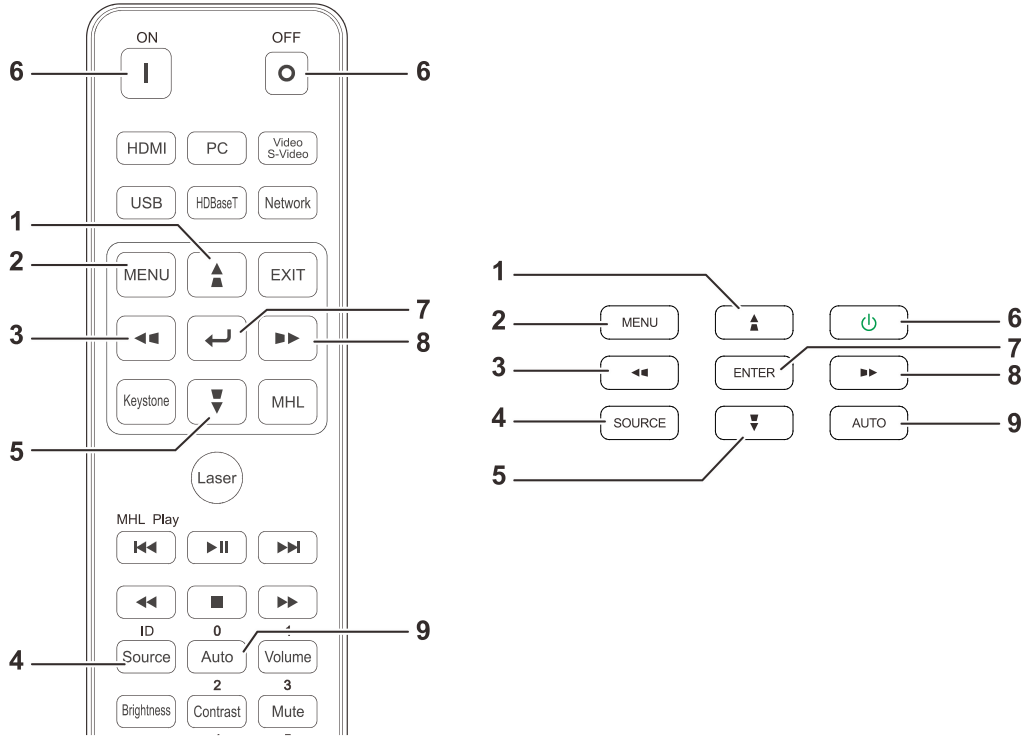 ON OFF
6 6
HDMI PC Video S-Video
USB HDBaseT Network
1
2 MENU EXIT
3 7
8
Keystone MHL
5
Laser
MHL Play
ID 0 1
9
4 Source Auto Volume
2 3
Brightness Contrast Mute
1
2 MENU 6
7
3 ENTER 8
4 SOURCE AUTO 9
5